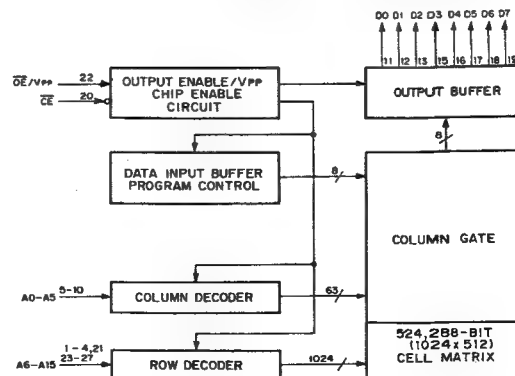 D0 D1 D2 D3 D4 D5 D6 D7
11 12 13 15 16 17 18 19
OE/VPP 22
CE 20
OUTPUT ENABLE/VPP
CHIP ENABLE
CIRCUIT
OUTPUT BUFFER
8
DATA INPUT BUFFER
PROGRAM CONTROL
8
COLUMN GATE
A0-A5 5-10
COLUMN DECODER
63
524,288-BIT
(1024x512)
CELL MATRIX
A6-A15 1-4,21
23-27
ROW DECODER
1024